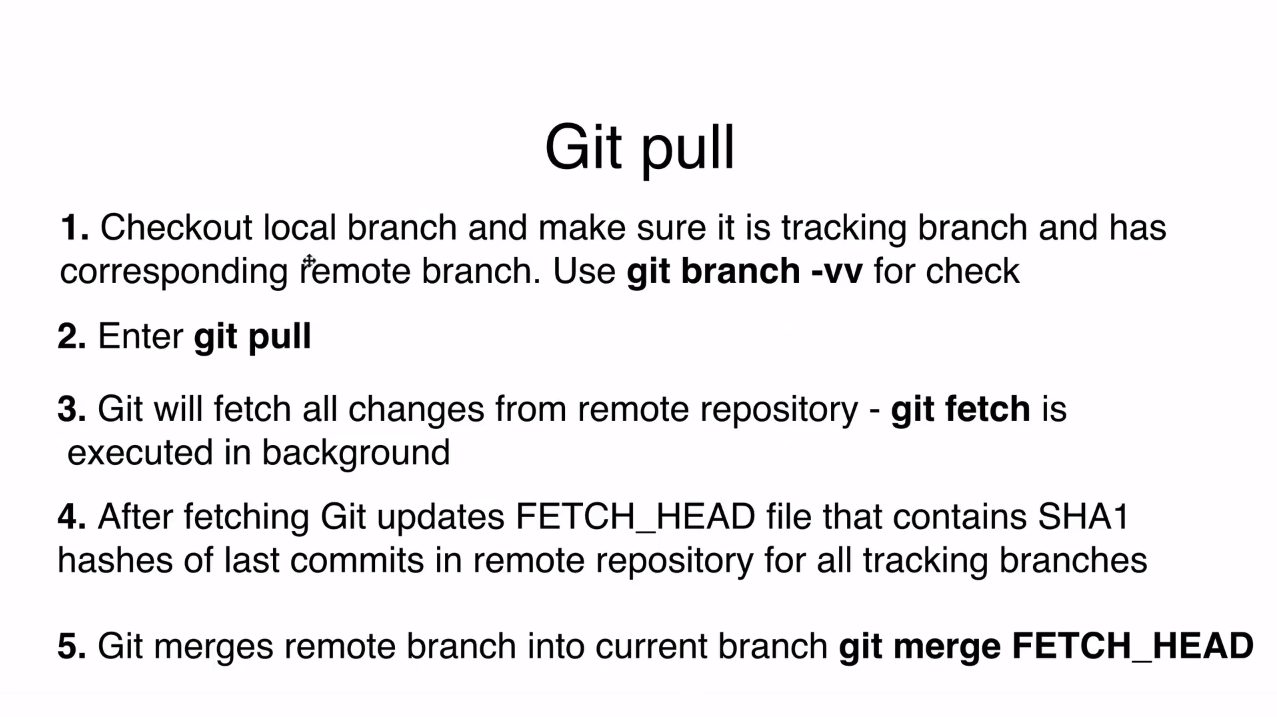 Git pull
1. Checkout local branch and make sure it is tracking branch and has
corresponding remote branch. Use git branch -vv for check
2. Enter git pull
3. Git will fetch all changes from remote repository - git fetch is
executed in background
4. After fetching Git updates FETCH_HEAD file that contains SHA1
hashes of last commits in remote repository for all tracking branches
5. Git merges remote branch into current branch git merge FETCH_HEAD